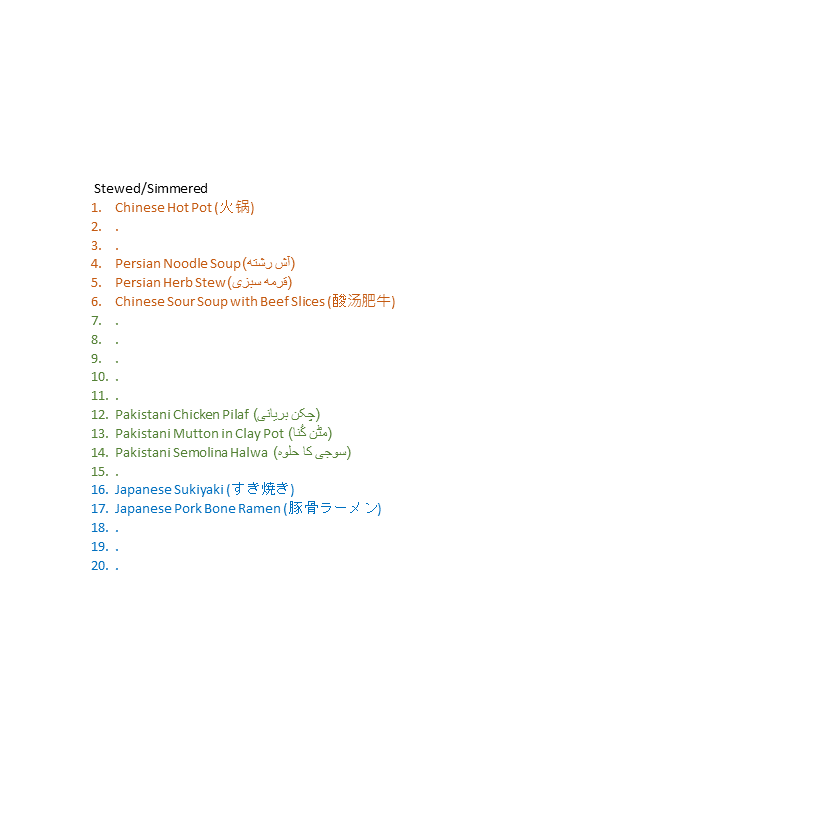 Stewed/Simmered
1. Chinese Hot Pot (火锅)
2. .
3. .
4. Persian Noodle Soup (آش رشته)
5. Persian Herb Stew (قرمه سبزی)
6. Chinese Sour Soup with Beef Slices (酸汤肥牛)
7. .
8. .
9. .
10. .
11. .
12. Pakistani Chicken Pilaf (چکن بریانی)
13. Pakistani Mutton in Clay Pot (مٹن کُنا)
14. Pakistani Semolina Halwa (سوجی کا حلوہ)
15. .
16. Japanese Sukiyaki (すき焼き)
17. Japanese Pork Bone Ramen (豚骨ラーメン)
18. .
19. .
20. .